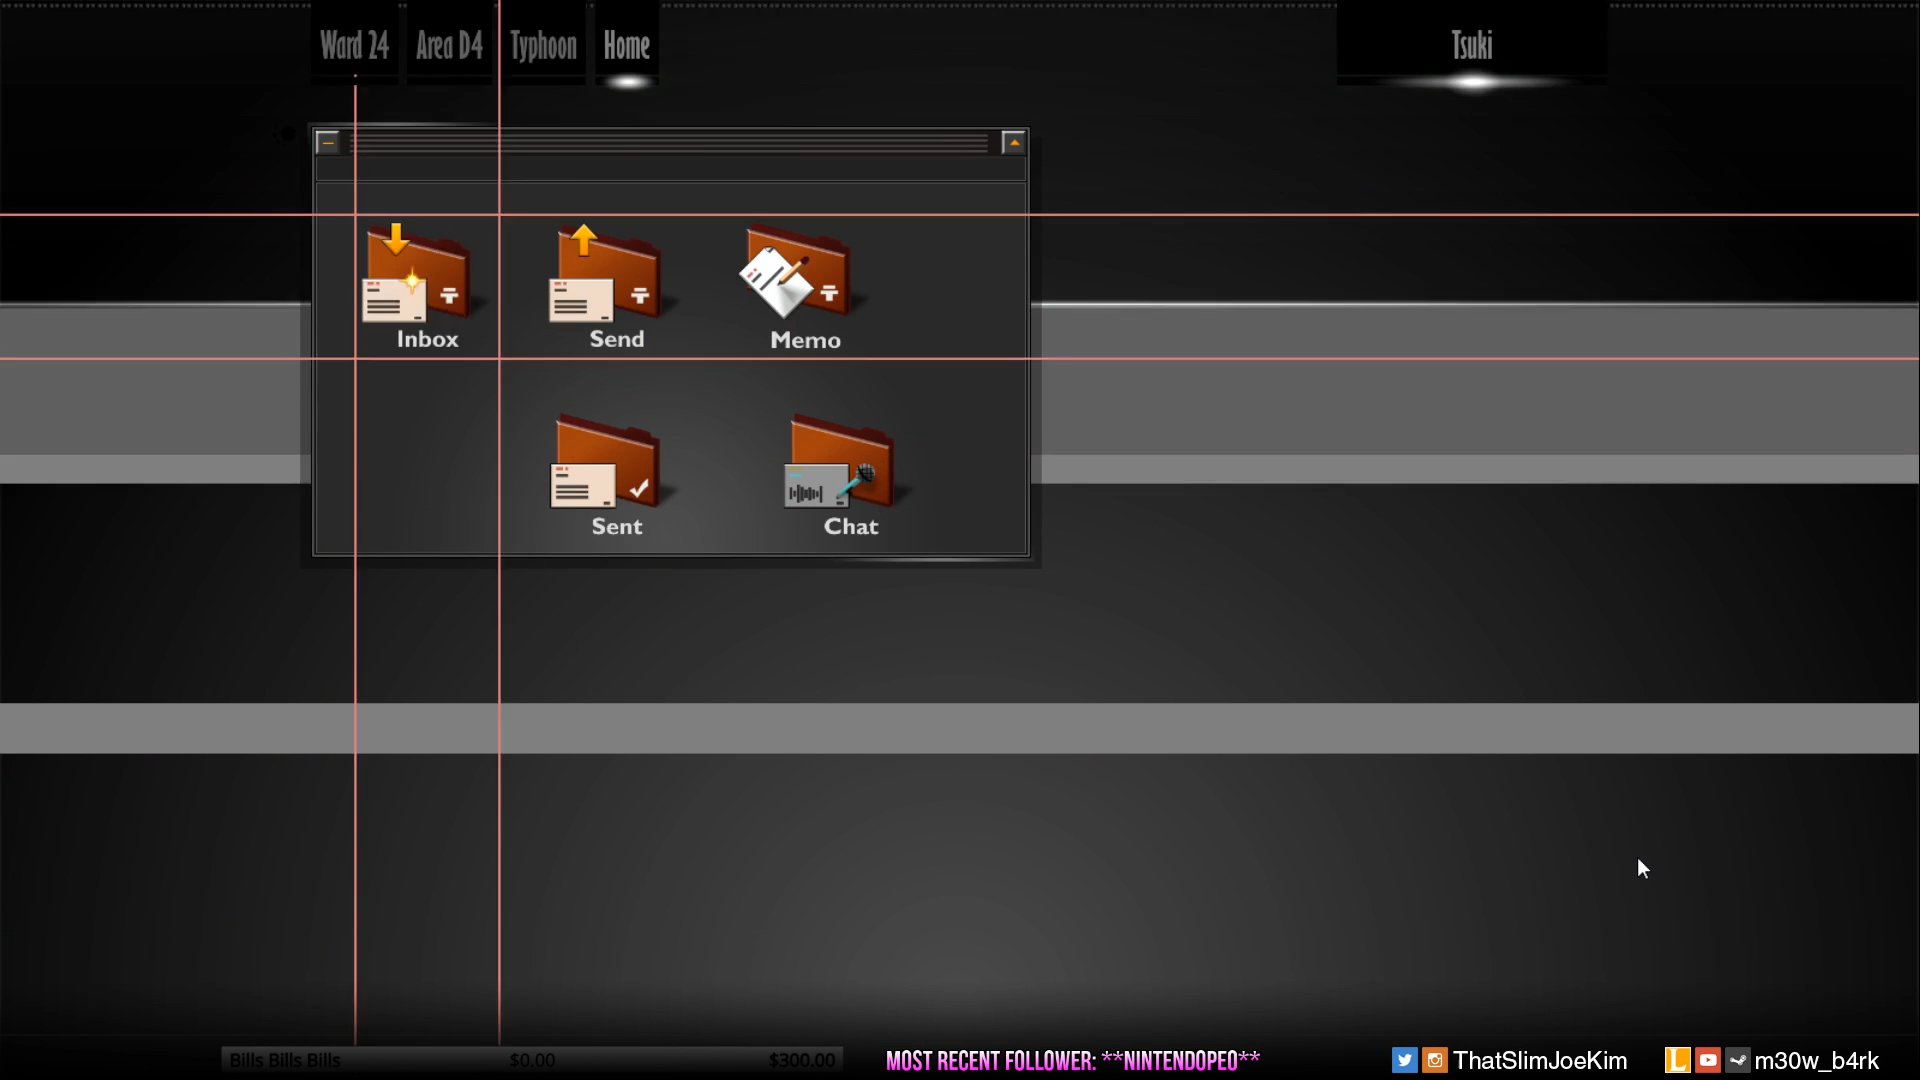 Ward 24 Area D4 Typhoon Home Tsuki
Inbox Send Memo
Sent Chat
Bills Bills Bills $0.00 $300.00 MOST RECENT FOLLOWER: **NINTENDOPEO** ThatSlimJoeKim L m30w_b4rk